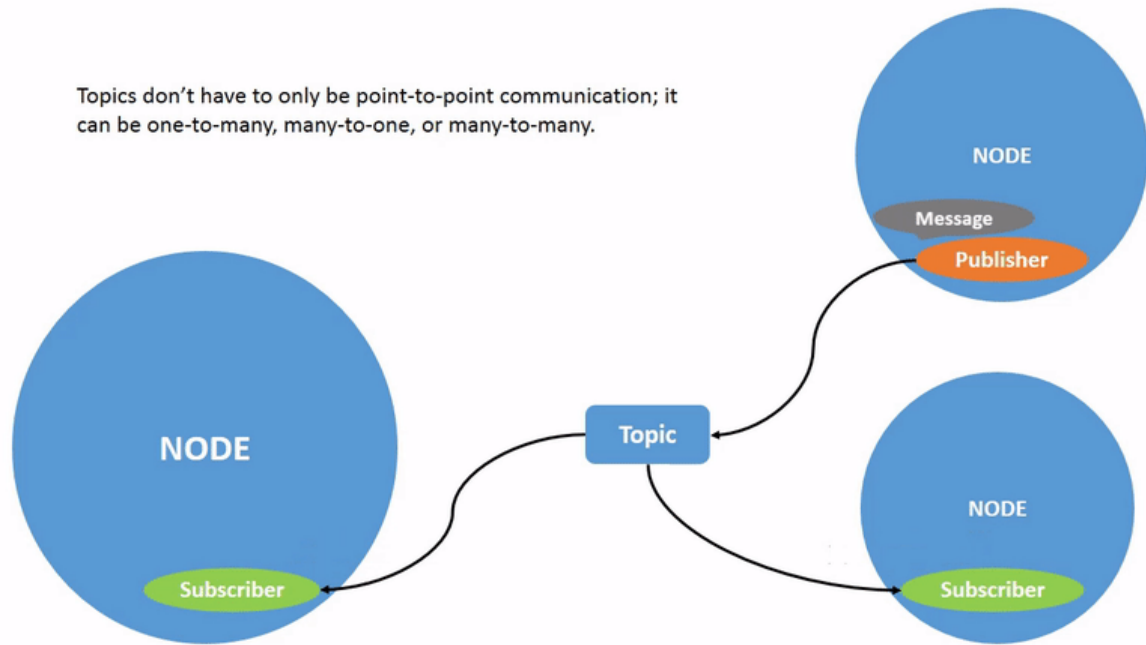 Topics don't have to only be point-to-point communication; it
can be one-to-many, many-to-one, or many-to-many.
NODE
Message
Publisher
Topic
NODE
Subscriber
NODE
Subscriber